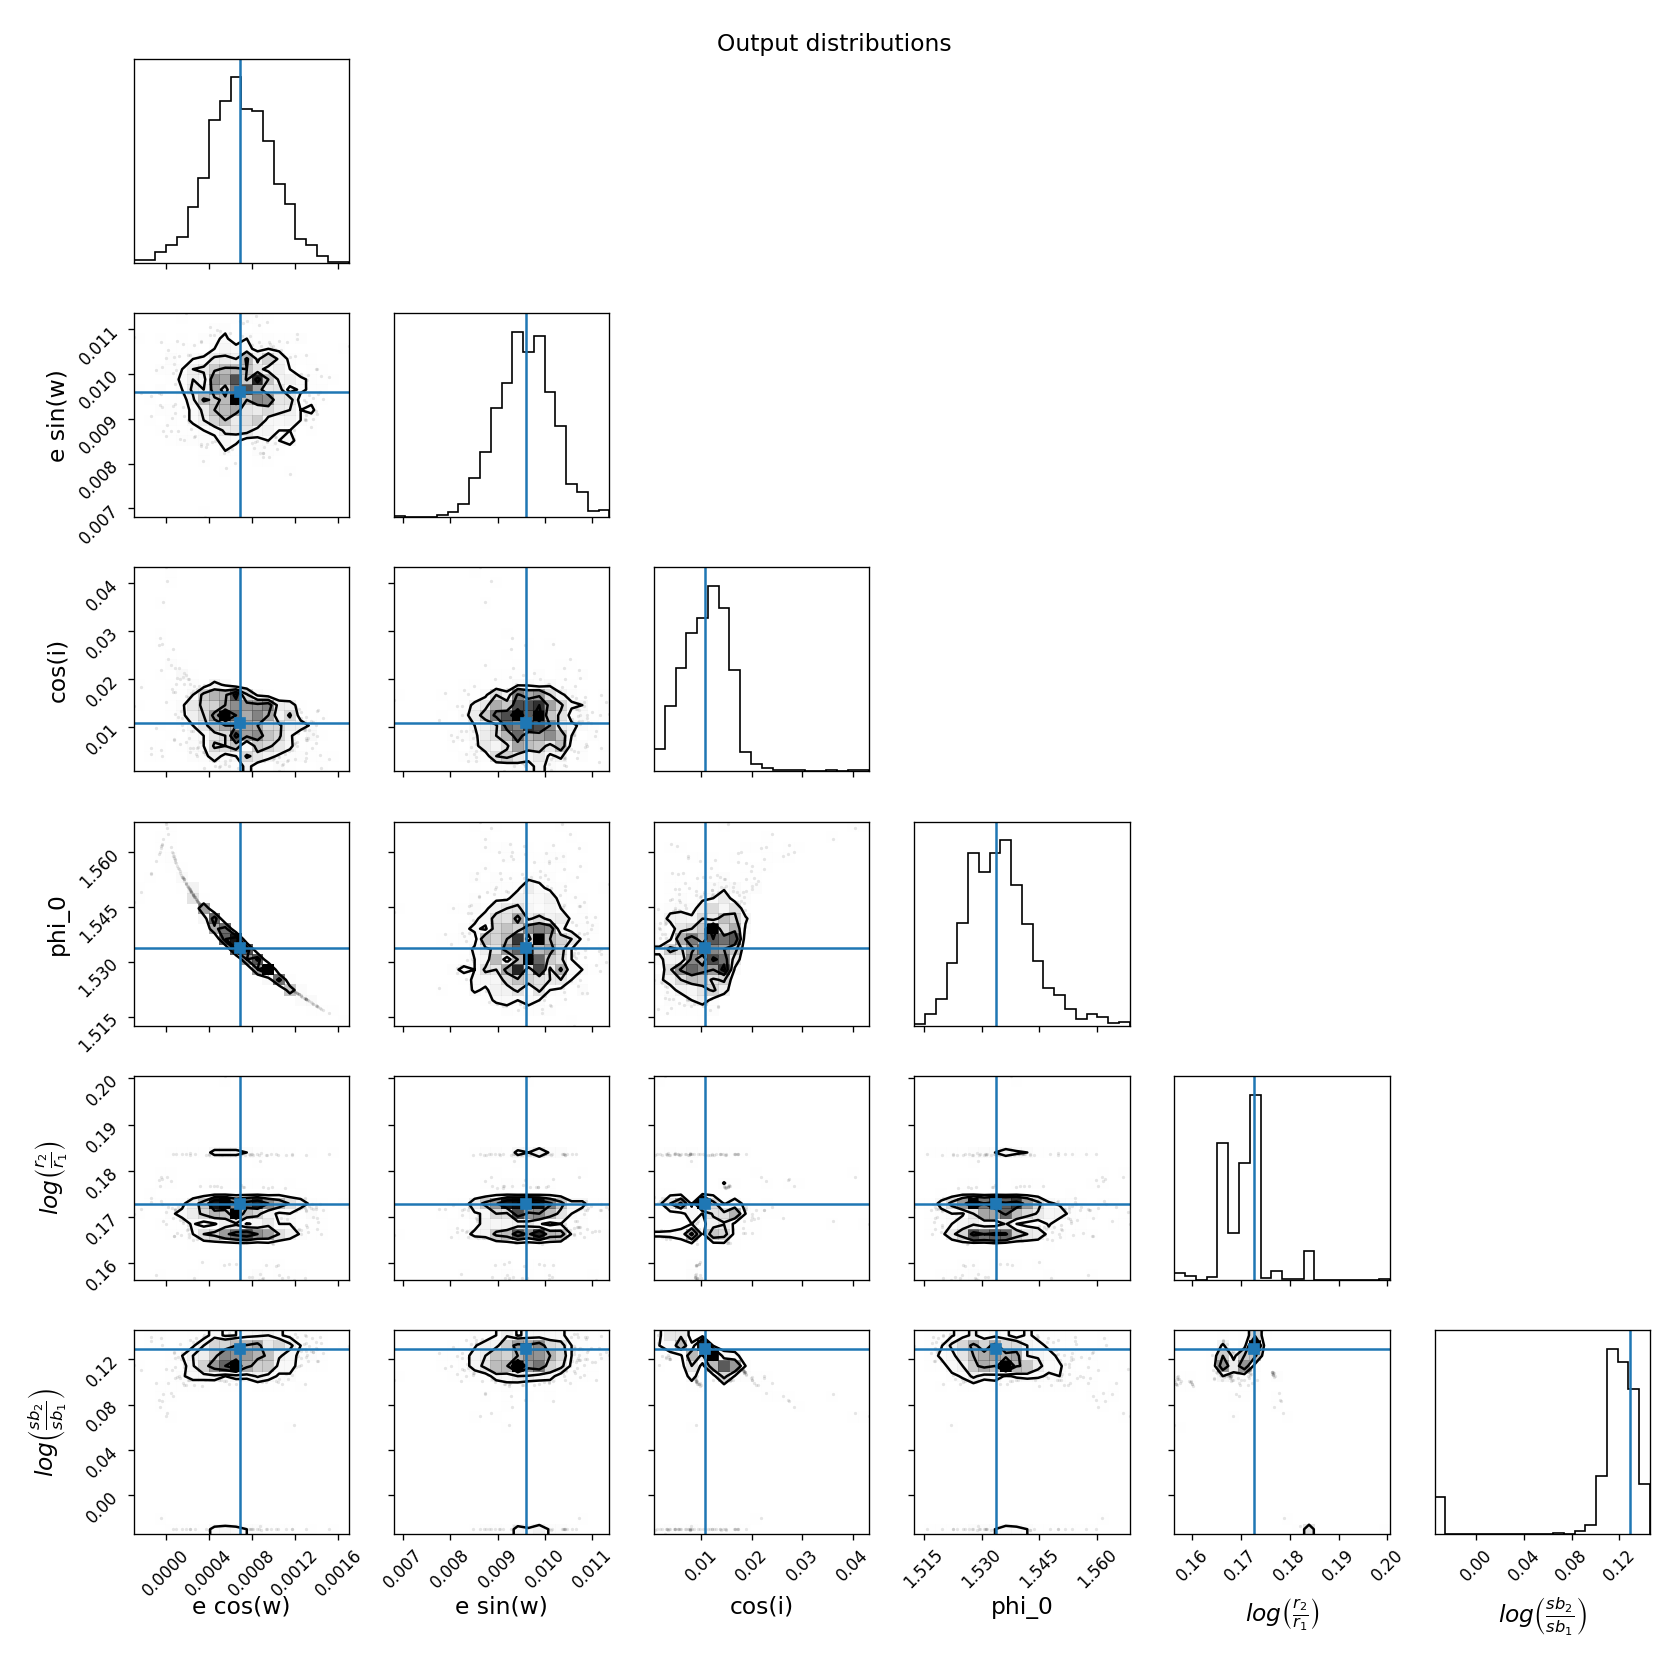 Output distributions
e sin(w)
0.011
0.010
0.009
0.008
0.007
cos(i)
0.04
0.03
0.02
0.01
phi_0
1.560
1.545
1.530
1.515
log(r2/r1)
0.20
0.19
0.18
0.17
0.16
log(sb2/sb1)
0.12
0.08
0.04
0.00
0.0000 0.0004 0.0008 0.0012 0.0016
0.007 0.008 0.009 0.010 0.011
0.01 0.02 0.03 0.04
1.515 1.530 1.545 1.560
0.16 0.17 0.18 0.19 0.20
0.00 0.04 0.08 0.12
e cos(w) e sin(w) cos(i) phi_0 log(r2/r1) log(sb2/sb1)